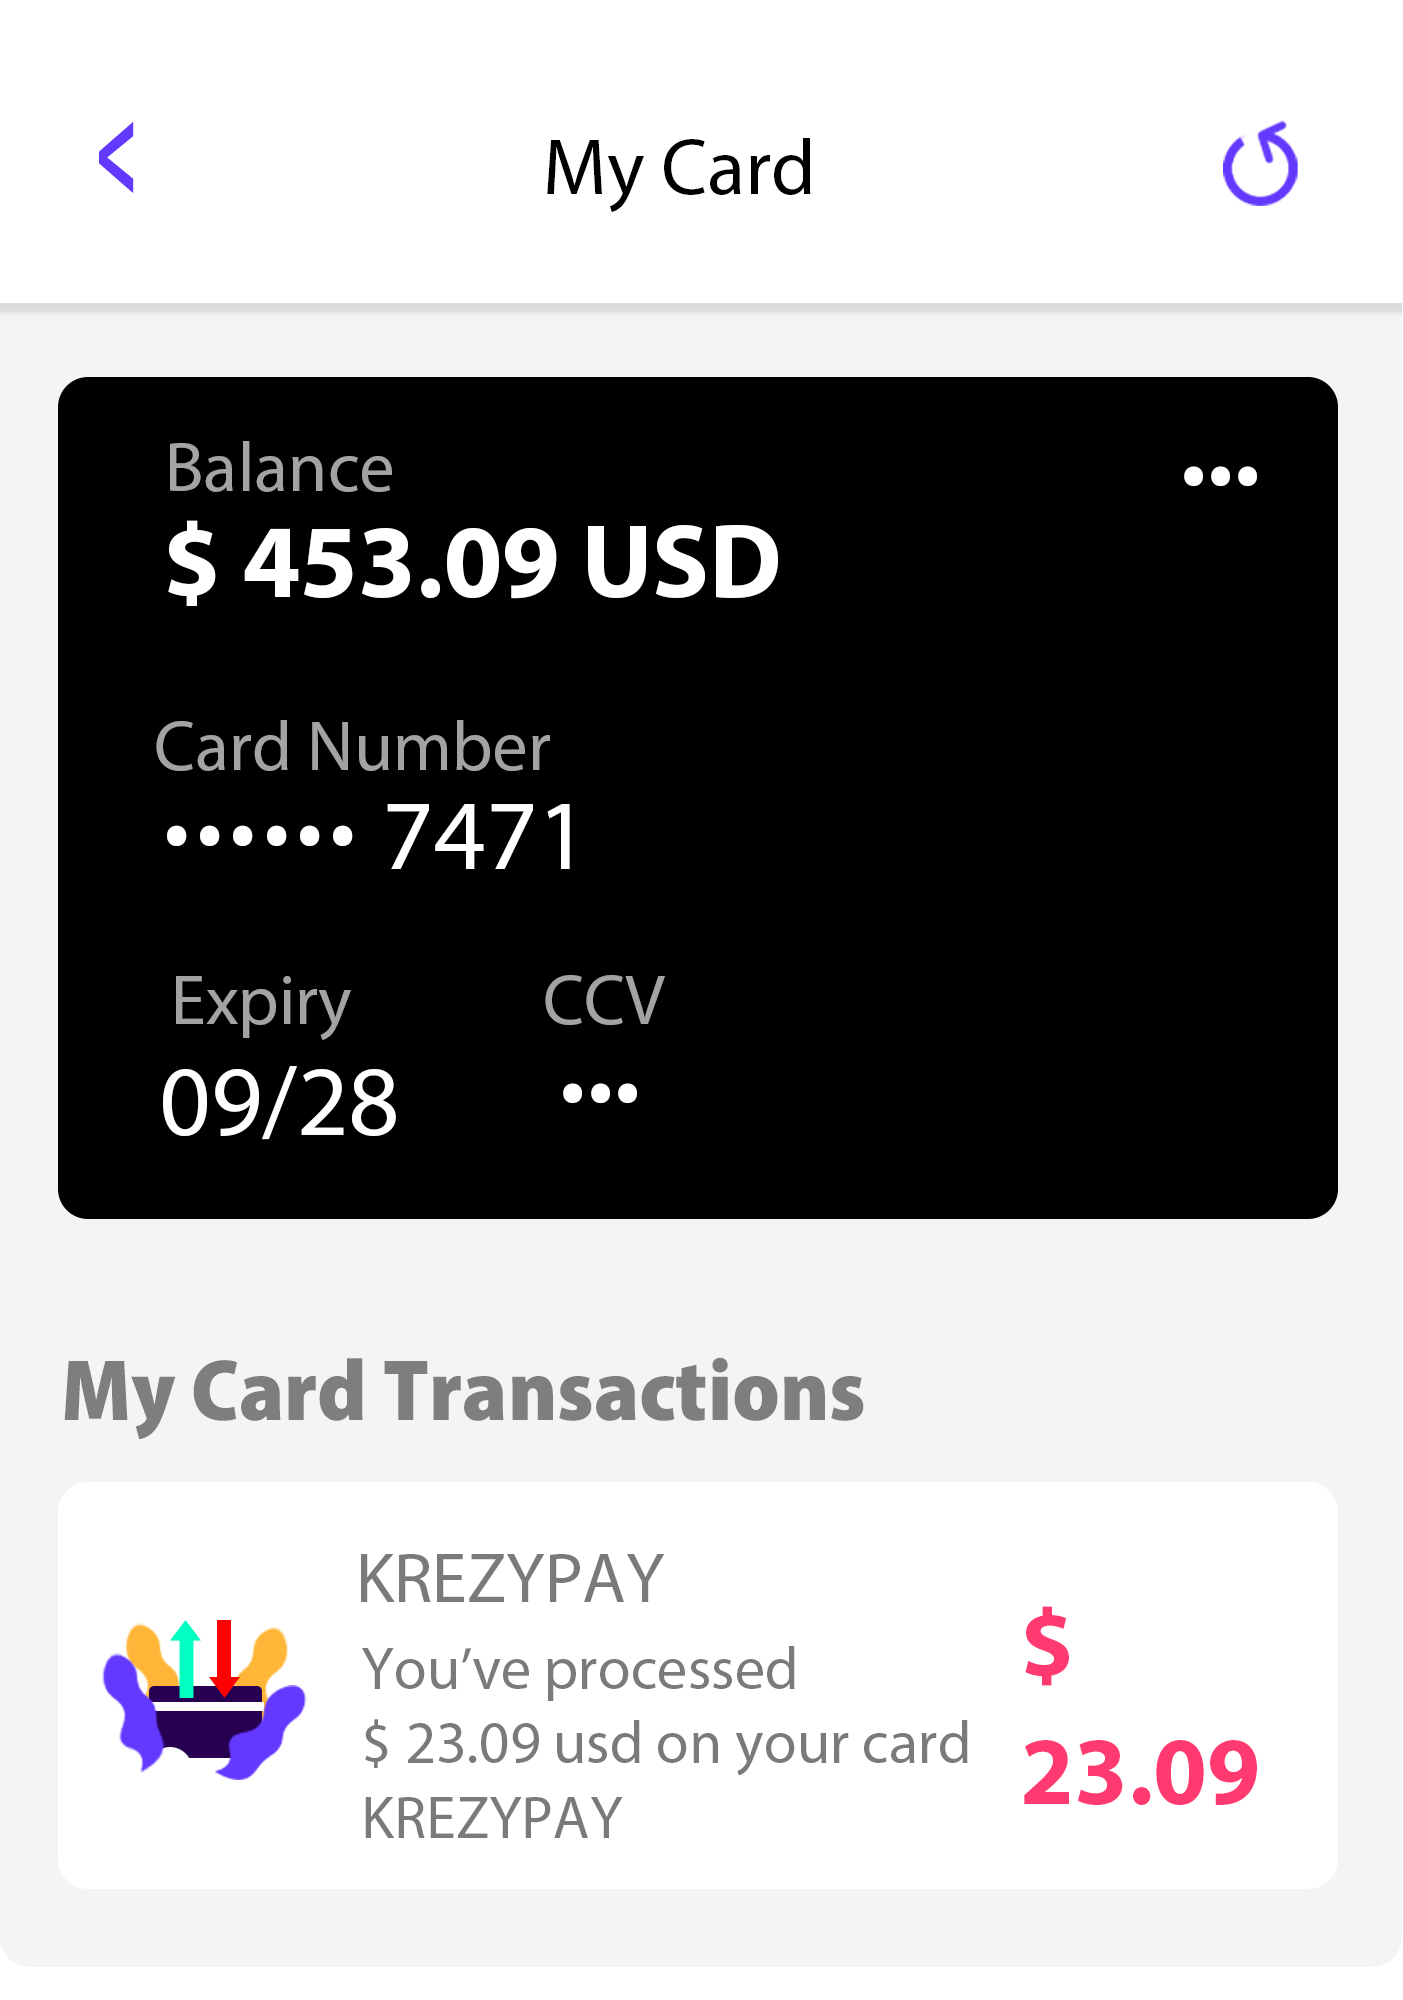 My Card
Balance
$ 453.09 USD
Card Number
•••••• 7471
Expiry CCV
09/28 •••
My Card Transactions
KREZYPAY
You’ve processed
$ 23.09 usd on your card
KREZYPAY
$
23.09